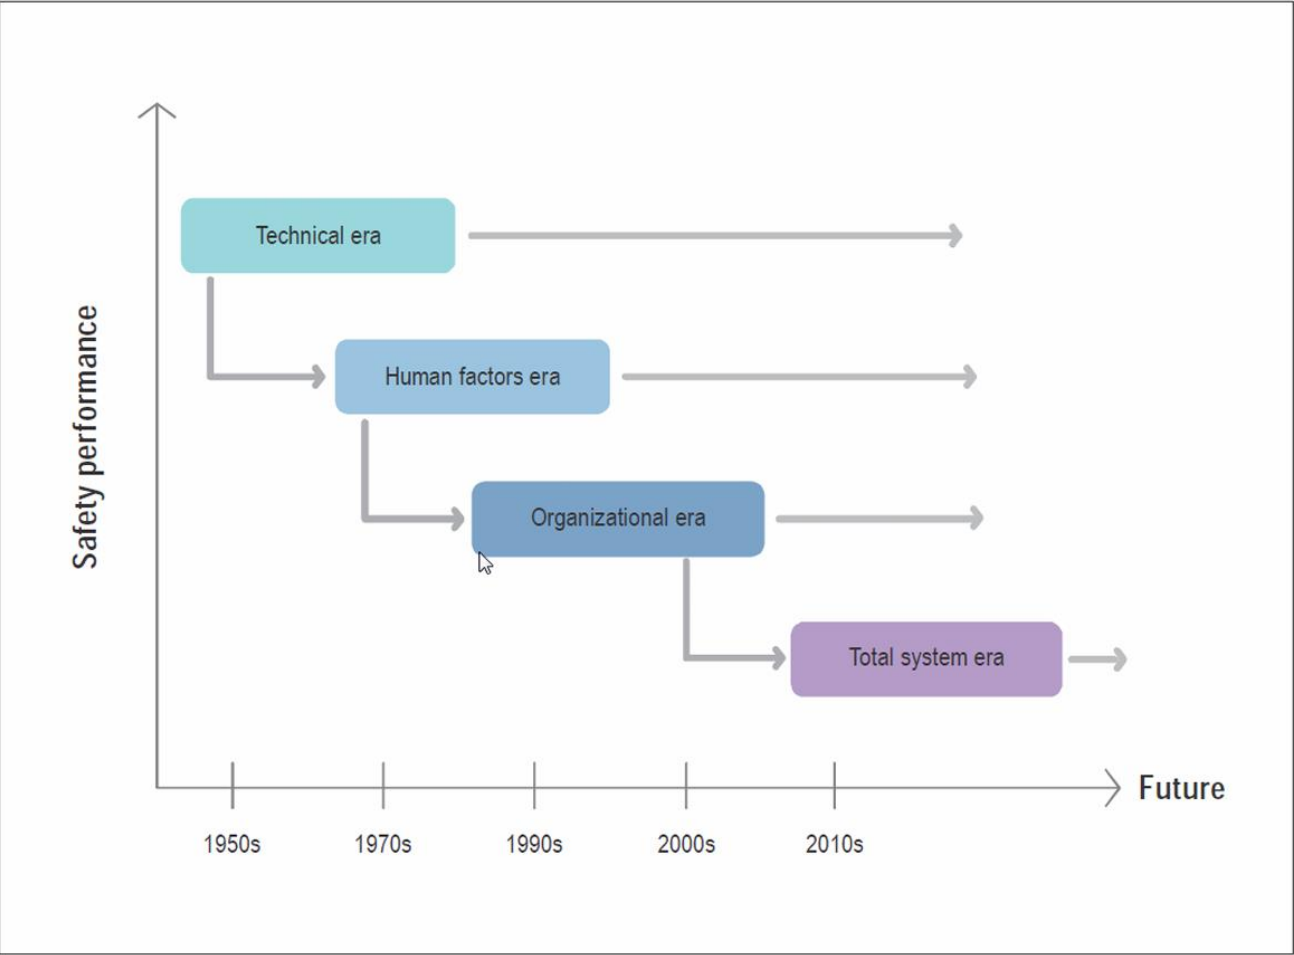 Safety performance
Technical era
Human factors era
Organizational era
Total system era
Future
1950s 1970s 1990s 2000s 2010s